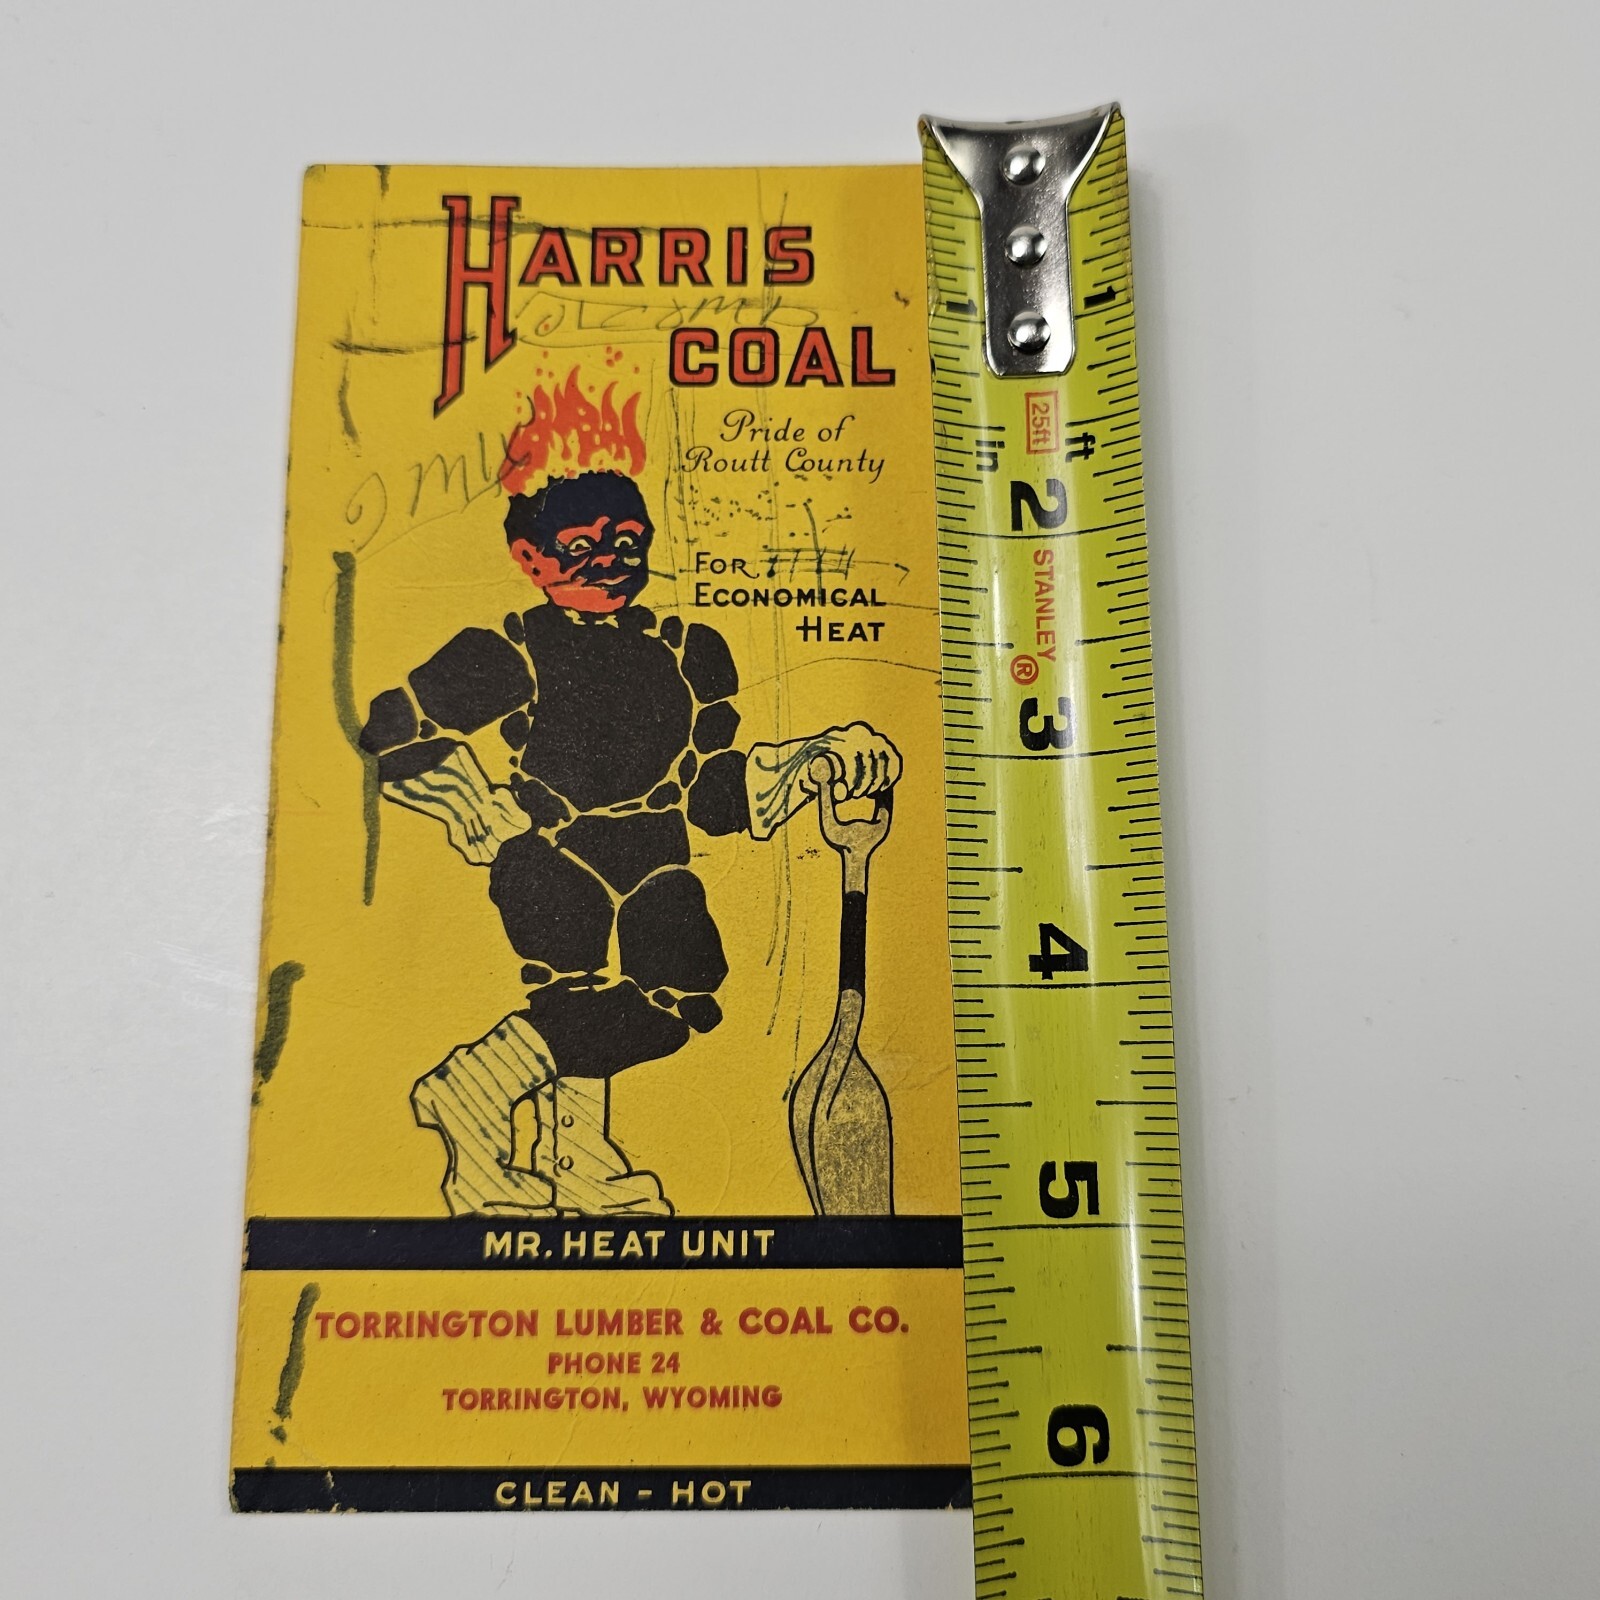 HARRIS
COAL
Pride of
Routt County
FOR
ECONOMICAL
HEAT
MR. HEAT UNIT
TORRINGTON LUMBER & COAL CO.
PHONE 24
TORRINGTON, WYOMING
CLEAN - HOT
1
1
25ft
in
ft
2
STANLEY®
3
4
5
6